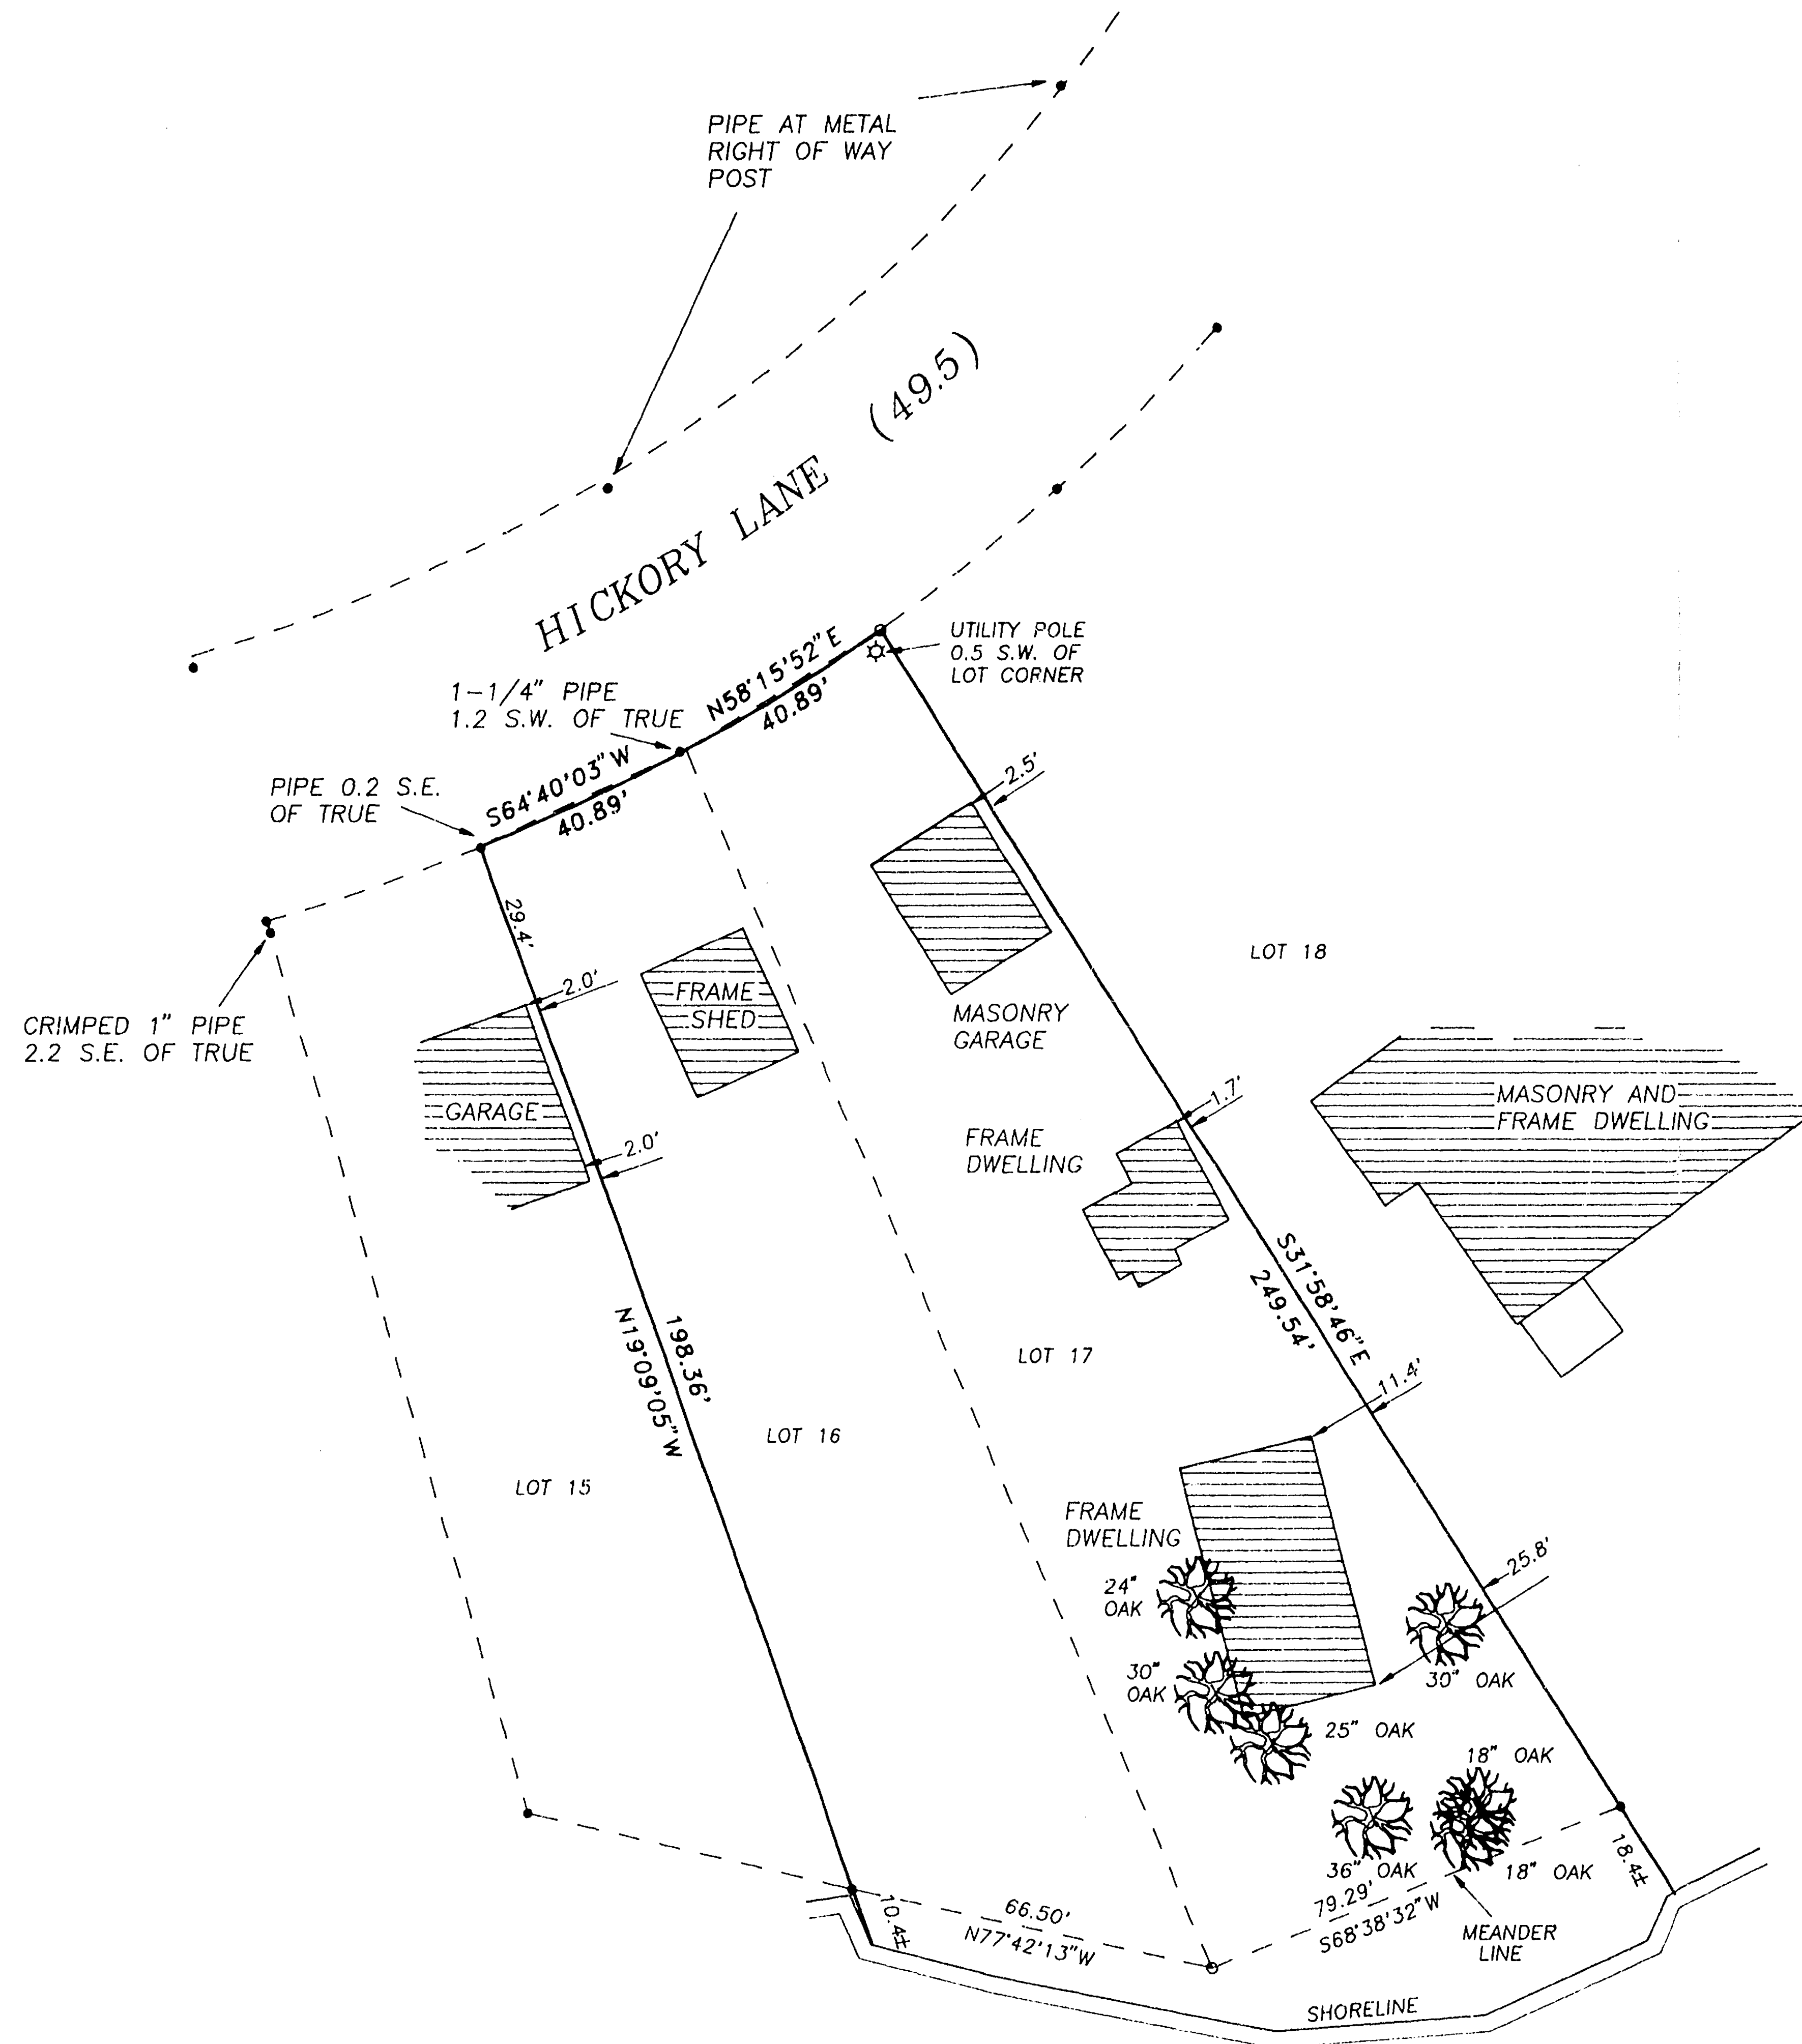 PIPE AT METAL
RIGHT OF WAY
POST
HICKORY LANE (49.5)
UTILITY POLE
0.5 S.W. OF
LOT CORNER
N58°15'52"E
40.89'
1-1/4" PIPE
1.2 S.W. OF TRUE
S64°40'03"W
40.89'
PIPE 0.2 S.E.
OF TRUE
2.5'
29.4'
LOT 18
2.0'
FRAME
SHED
MASONRY
GARAGE
CRIMPED 1" PIPE
2.2 S.E. OF TRUE
GARAGE
2.0'
1.7'
MASONRY AND
FRAME DWELLING
FRAME
DWELLING
S31°58'46"E
249.54'
198.36'
N19°09'05"W
LOT 17
11.4'
LOT 16
LOT 15
FRAME
DWELLING
25.8'
24"
OAK
30"
OAK
30" OAK
25" OAK
18" OAK
36" OAK
18" OAK
18.4±
79.29'
S68°38'32"W
MEANDER
LINE
10.4±
66.50'
N77°42'13"W
SHORELINE